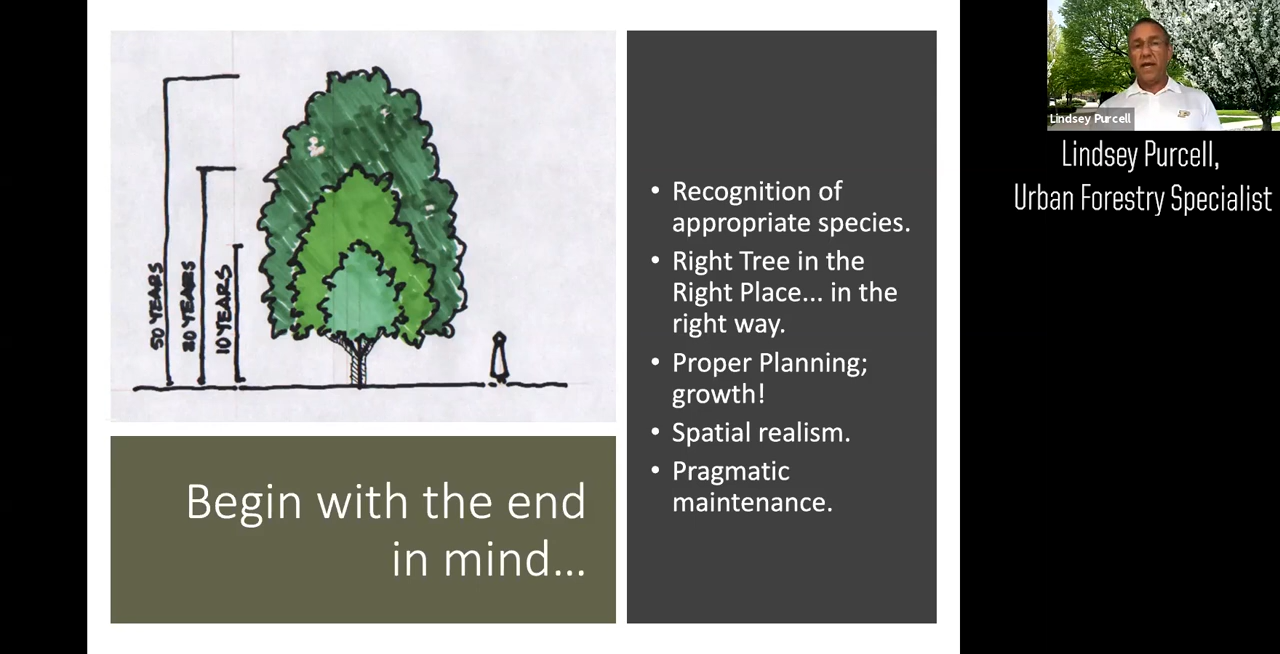 50 YEARS
20 YEARS
10 YEARS
Begin with the end
in mind...
• Recognition of
appropriate species.
• Right Tree in the
Right Place... in the
right way.
• Proper Planning;
growth!
• Spatial realism.
• Pragmatic
maintenance.
Lindsey Purcell
Lindsey Purcell,
Urban Forestry Specialist